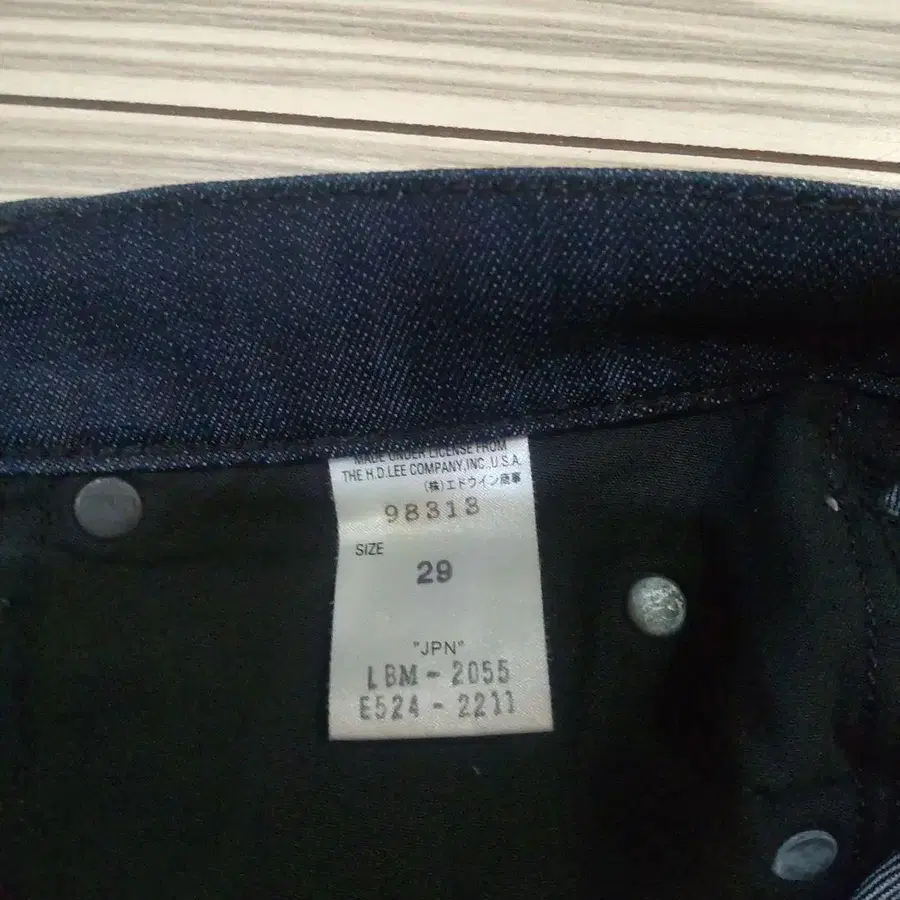 MADE UNDER LICENSE FROM
THE H.D.LEE COMPANY,INC.,U.S.A.
(株)エドウイン商事
98313
SIZE
29
"JPN"
LBM - 2055
E524 - 2211